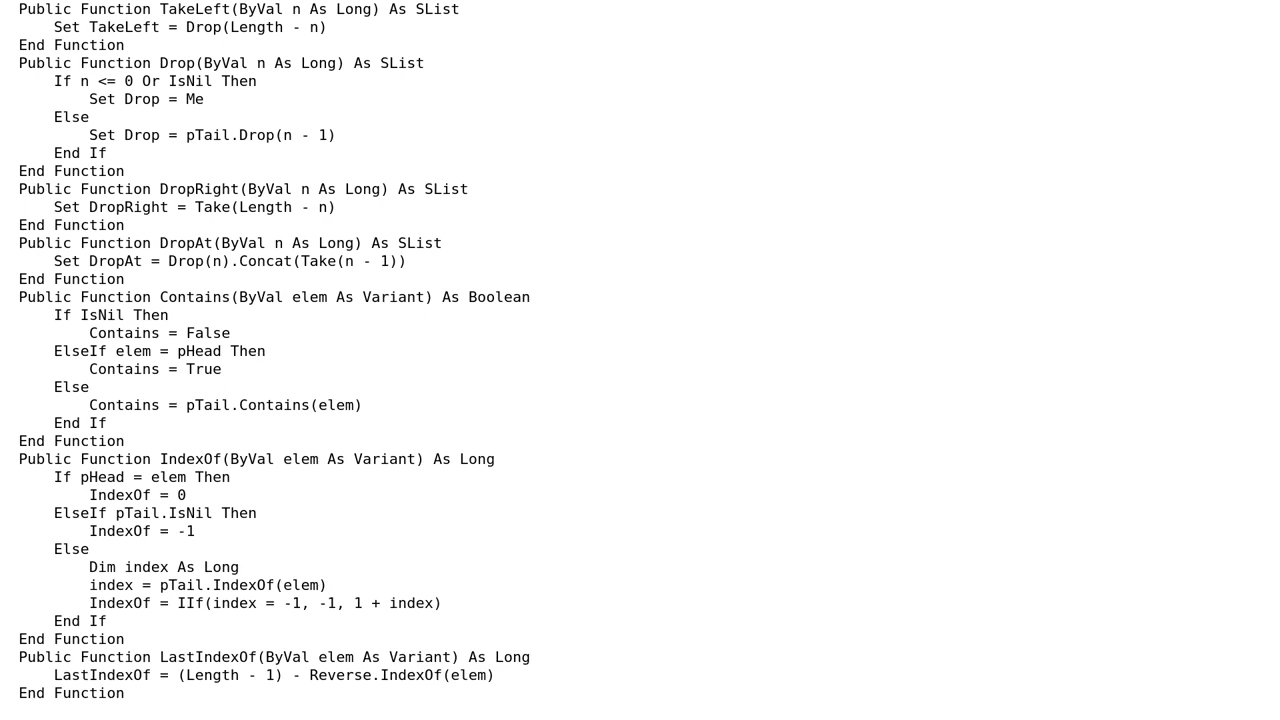 Public Function TakeLeft(ByVal n As Long) As SList
    Set TakeLeft = Drop(Length - n)
End Function
Public Function Drop(ByVal n As Long) As SList
    If n <= 0 Or IsNil Then
        Set Drop = Me
    Else
        Set Drop = pTail.Drop(n - 1)
    End If
End Function
Public Function DropRight(ByVal n As Long) As SList
    Set DropRight = Take(Length - n)
End Function
Public Function DropAt(ByVal n As Long) As SList
    Set DropAt = Drop(n).Concat(Take(n - 1))
End Function
Public Function Contains(ByVal elem As Variant) As Boolean
    If IsNil Then
        Contains = False
    ElseIf elem = pHead Then
        Contains = True
    Else
        Contains = pTail.Contains(elem)
    End If
End Function
Public Function IndexOf(ByVal elem As Variant) As Long
    If pHead = elem Then
        IndexOf = 0
    ElseIf pTail.IsNil Then
        IndexOf = -1
    Else
        Dim index As Long
        index = pTail.IndexOf(elem)
        IndexOf = IIf(index = -1, -1, 1 + index)
    End If
End Function
Public Function LastIndexOf(ByVal elem As Variant) As Long
    LastIndexOf = (Length - 1) - Reverse.IndexOf(elem)
End Function